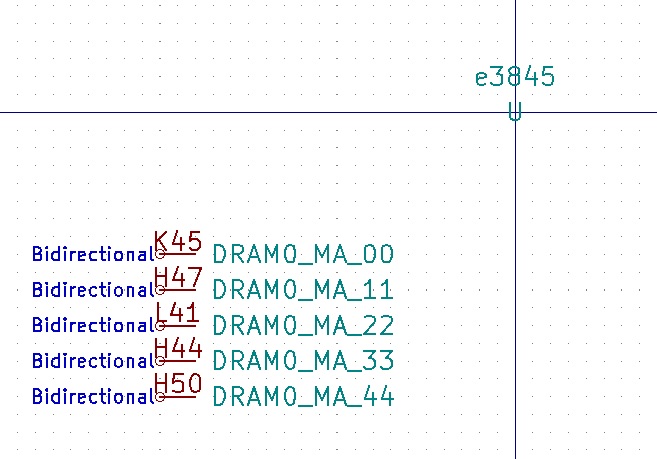 e3845
U
K45
Bidirectional DRAM0_MA_00
H47
Bidirectional DRAM0_MA_11
L41
Bidirectional DRAM0_MA_22
H44
Bidirectional DRAM0_MA_33
H50
Bidirectional DRAM0_MA_44